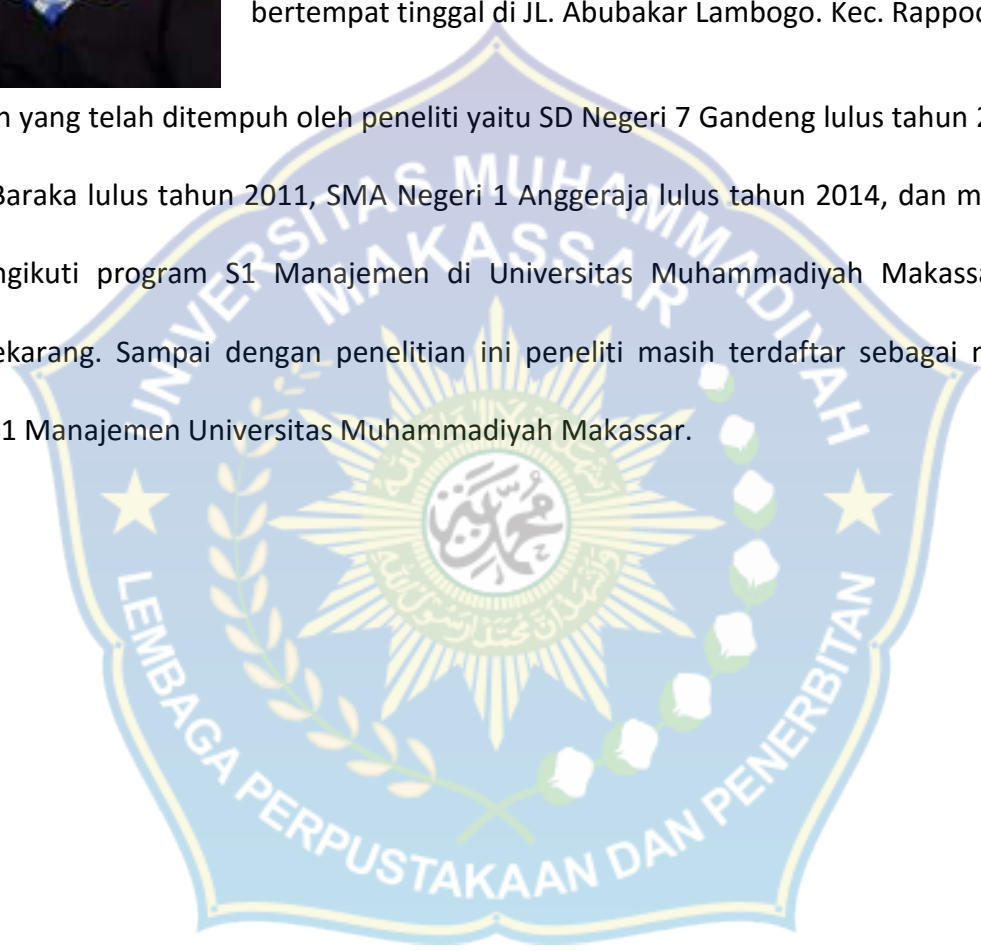 bertempat tinggal di JL. Abubakar Lambogo. Kec. Rappoc
n yang telah ditempuh oleh peneliti yaitu SD Negeri 7 Gandeng lulus tahun 2
Baraka lulus tahun 2011, SMA Negeri 1 Anggeraja lulus tahun 2014, dan m
ngikuti program S1 Manajemen di Universitas Muhammadiyah Makassa
ekarang. Sampai dengan penelitian ini peneliti masih terdaftar sebagai m
1 Manajemen Universitas Muhammadiyah Makassar.
UNIVERSITAS MUHAMMADIYAH
MAKASSAR
محمدية
LEMBAGA PERPUSTAKAAN DAN PENERBITAN